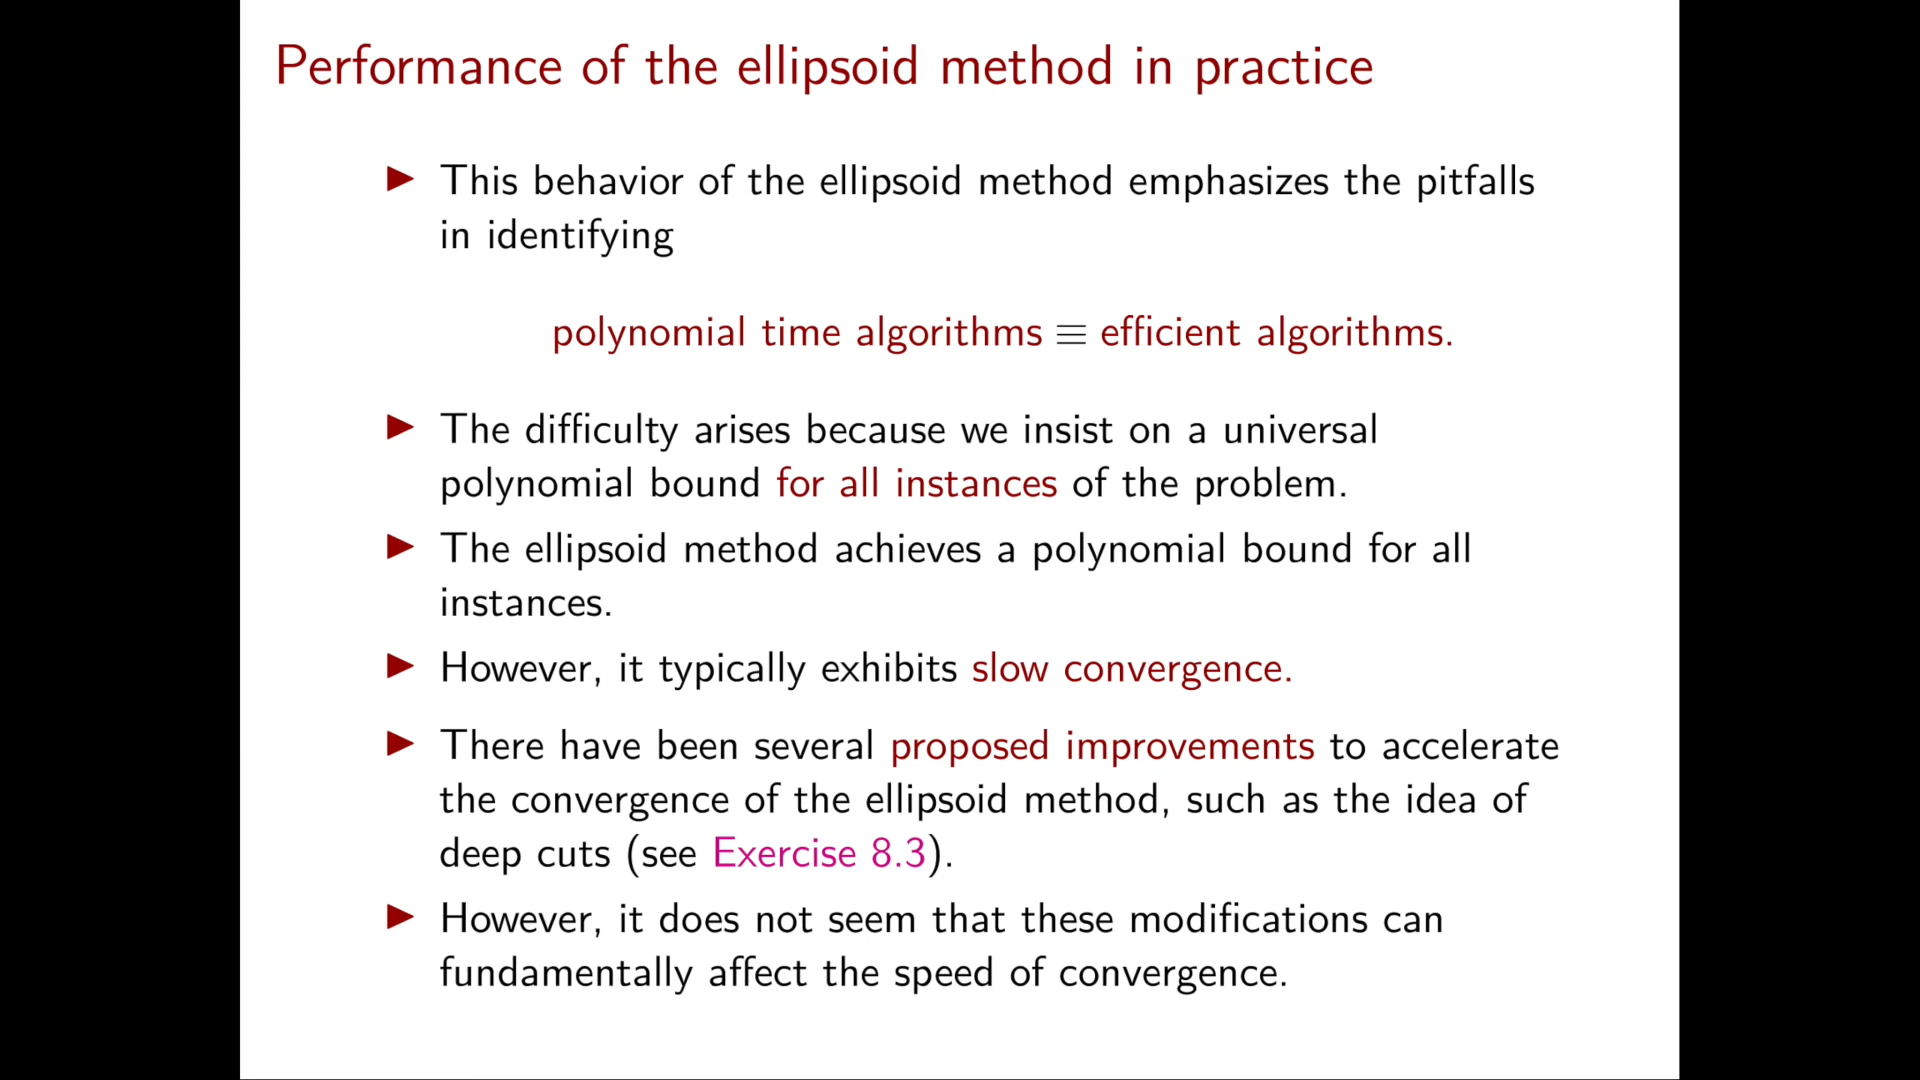 Performance of the ellipsoid method in practice
▶ This behavior of the ellipsoid method emphasizes the pitfalls
in identifying
polynomial time algorithms ≡ efficient algorithms.
▶ The difficulty arises because we insist on a universal
polynomial bound for all instances of the problem.
▶ The ellipsoid method achieves a polynomial bound for all
instances.
▶ However, it typically exhibits slow convergence.
▶ There have been several proposed improvements to accelerate
the convergence of the ellipsoid method, such as the idea of
deep cuts (see Exercise 8.3).
▶ However, it does not seem that these modifications can
fundamentally affect the speed of convergence.